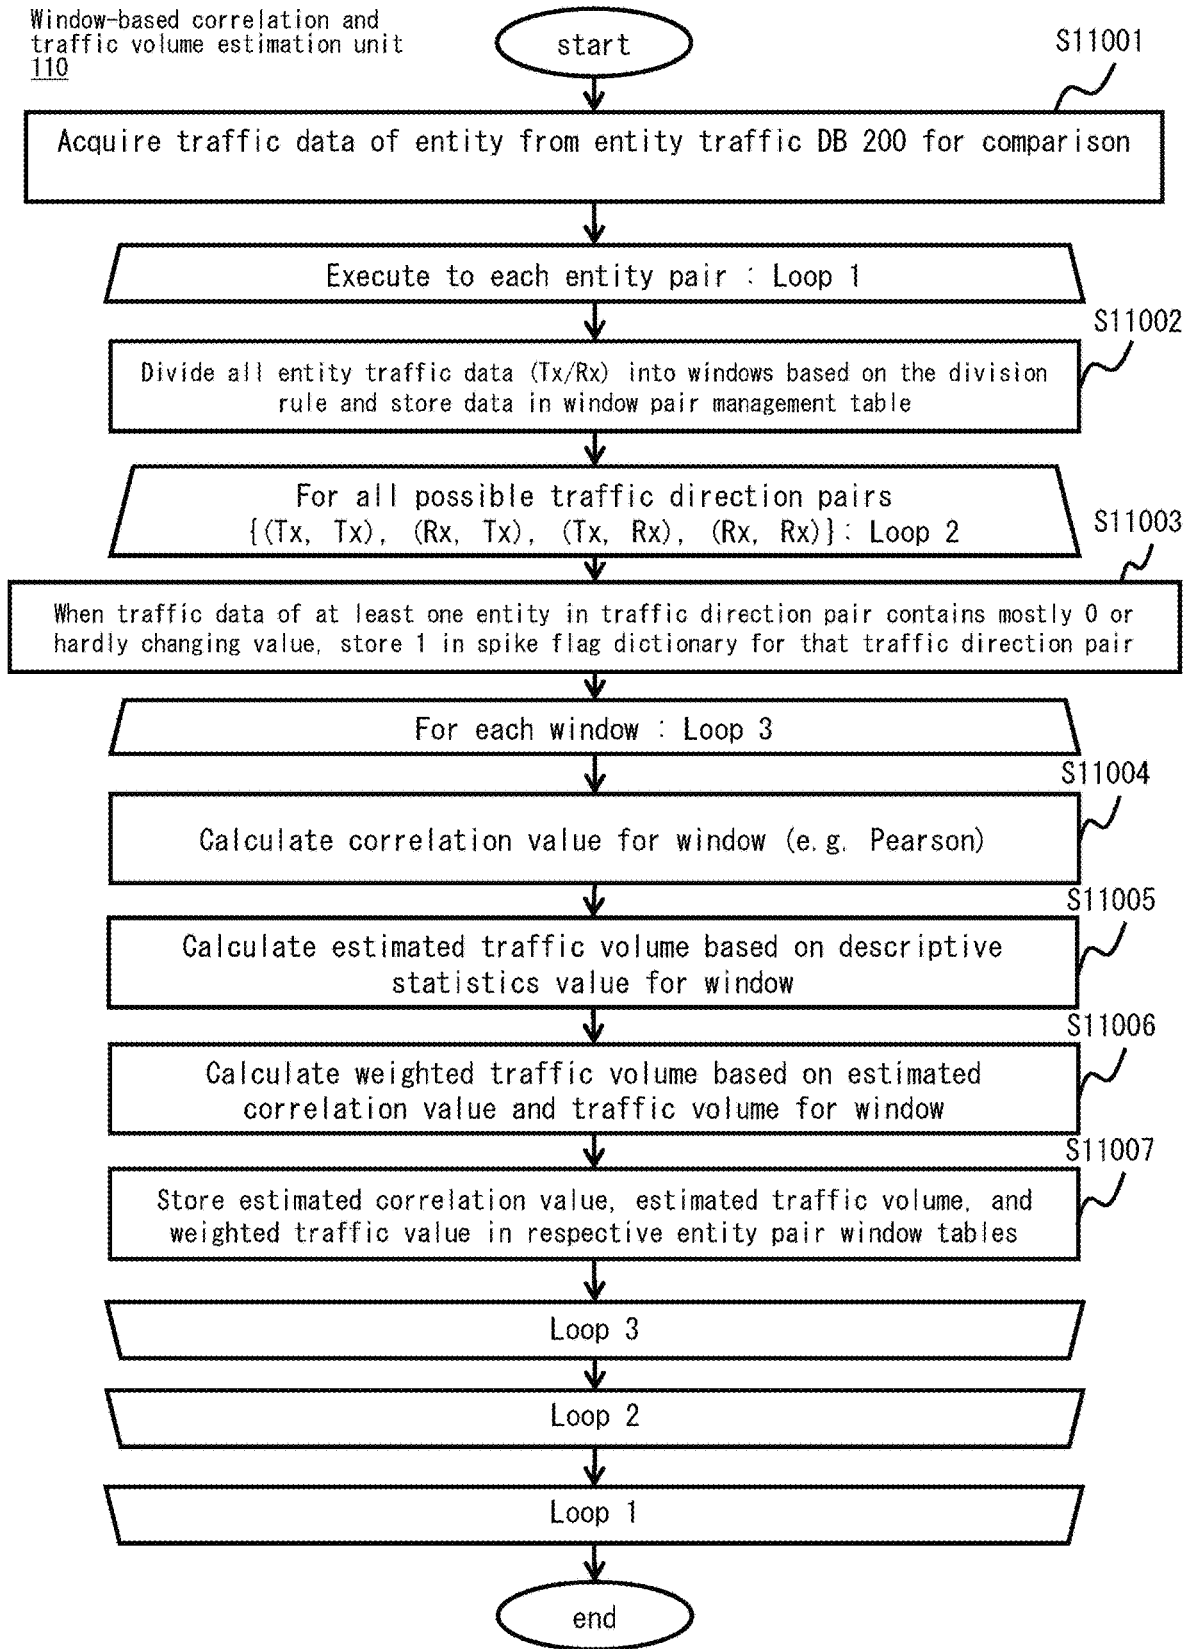 Window-based correlation and
traffic volume estimation unit
110
start
S11001
Acquire traffic data of entity from entity traffic DB 200 for comparison
Execute to each entity pair : Loop 1
S11002
Divide all entity traffic data (Tx/Rx) into windows based on the division
rule and store data in window pair management table
For all possible traffic direction pairs
{(Tx, Tx), (Rx, Tx), (Tx, Rx), (Rx, Rx)}: Loop 2
S11003
When traffic data of at least one entity in traffic direction pair contains mostly 0 or
hardly changing value, store 1 in spike flag dictionary for that traffic direction pair
For each window : Loop 3
S11004
Calculate correlation value for window (e.g. Pearson)
S11005
Calculate estimated traffic volume based on descriptive
statistics value for window
S11006
Calculate weighted traffic volume based on estimated
correlation value and traffic volume for window
S11007
Store estimated correlation value, estimated traffic volume, and
weighted traffic value in respective entity pair window tables
Loop 3
Loop 2
Loop 1
end